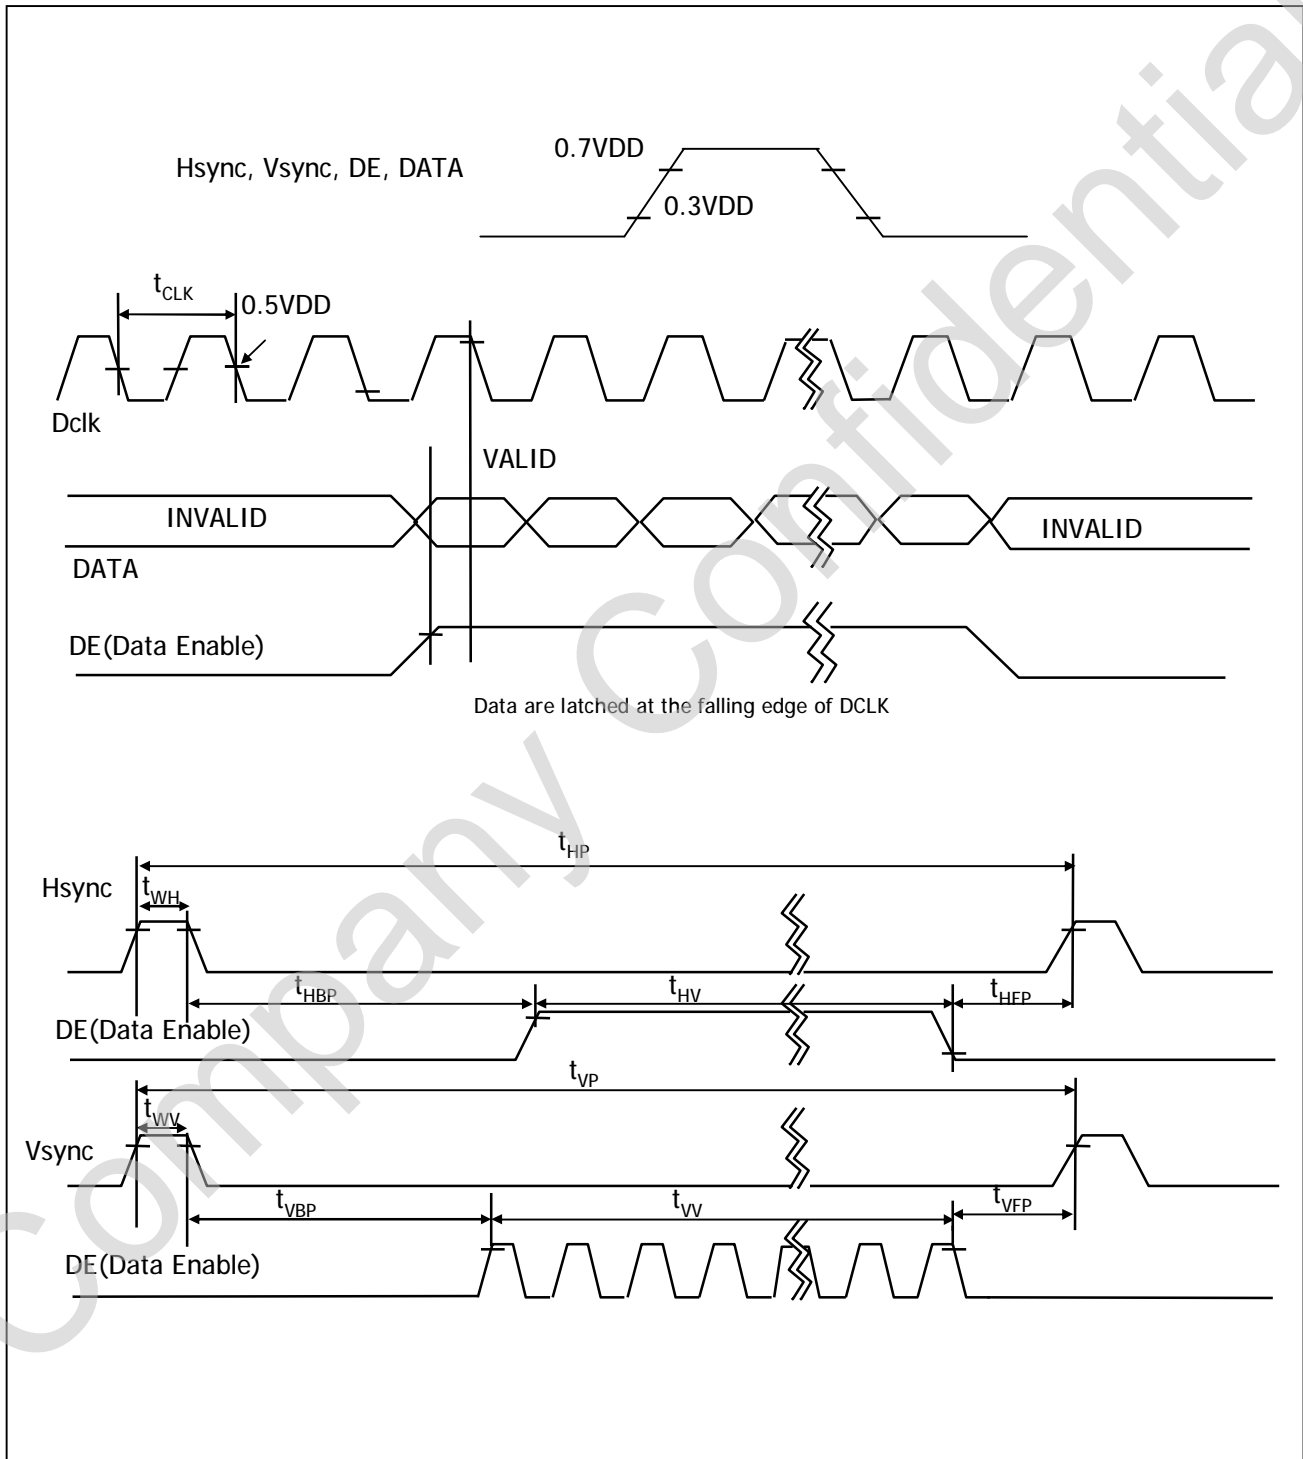 0.7VDD
Hsync, Vsync, DE, DATA
0.3VDD
tCLK
0.5VDD
Dclk
VALID
INVALID
INVALID
DATA
DE(Data Enable)
Data are latched at the falling edge of DCLK
tHP
Hsync
tWH
tHBP
tHV
tHFP
DE(Data Enable)
tVP
tWV
Vsync
tVBP
tVV
tVFP
DE(Data Enable)
Company Confidential